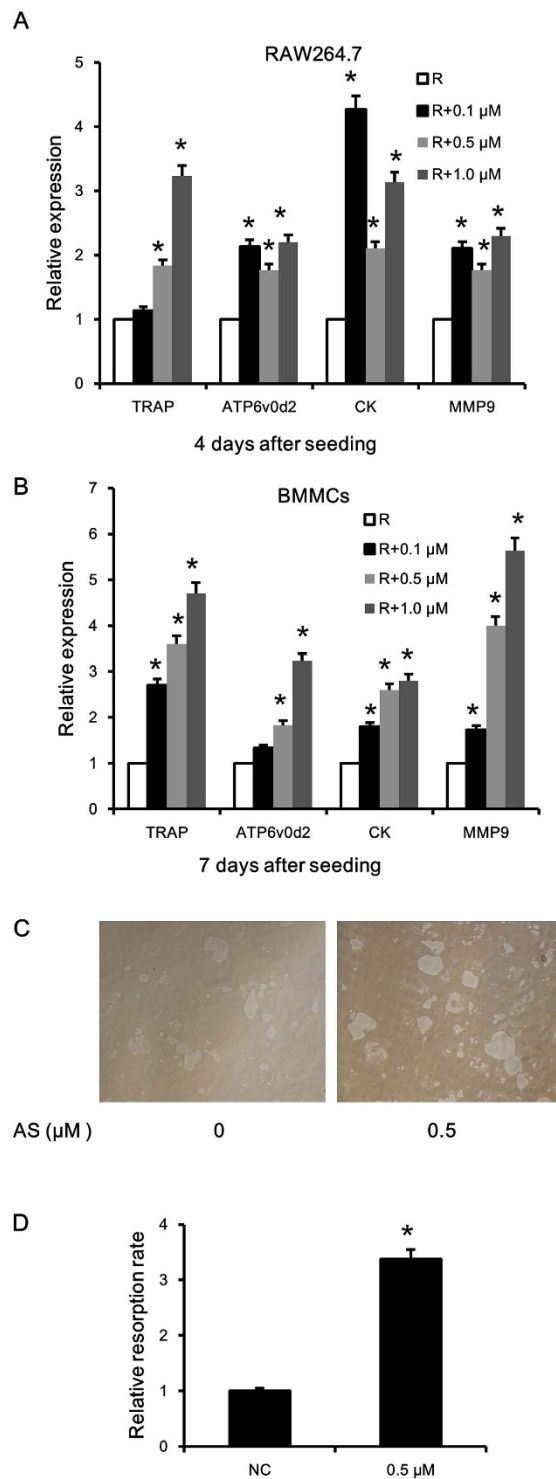 A
RAW264.7
R
R+0.1 µM
R+0.5 µM
R+1.0 µM
Relative expression
5
4
3
2
1
0
* * * * * * * * * * *
TRAP ATP6v0d2 CK MMP9
4 days after seeding
B
BMMCs
R
R+0.1 µM
R+0.5 µM
R+1.0 µM
Relative expression
7
6
5
4
3
2
1
0
* * * * * * * * * * *
TRAP ATP6v0d2 CK MMP9
7 days after seeding
C
AS (µM ) 0 0.5
D
Relative resorption rate
4
3
2
1
0
*
NC 0.5 µM